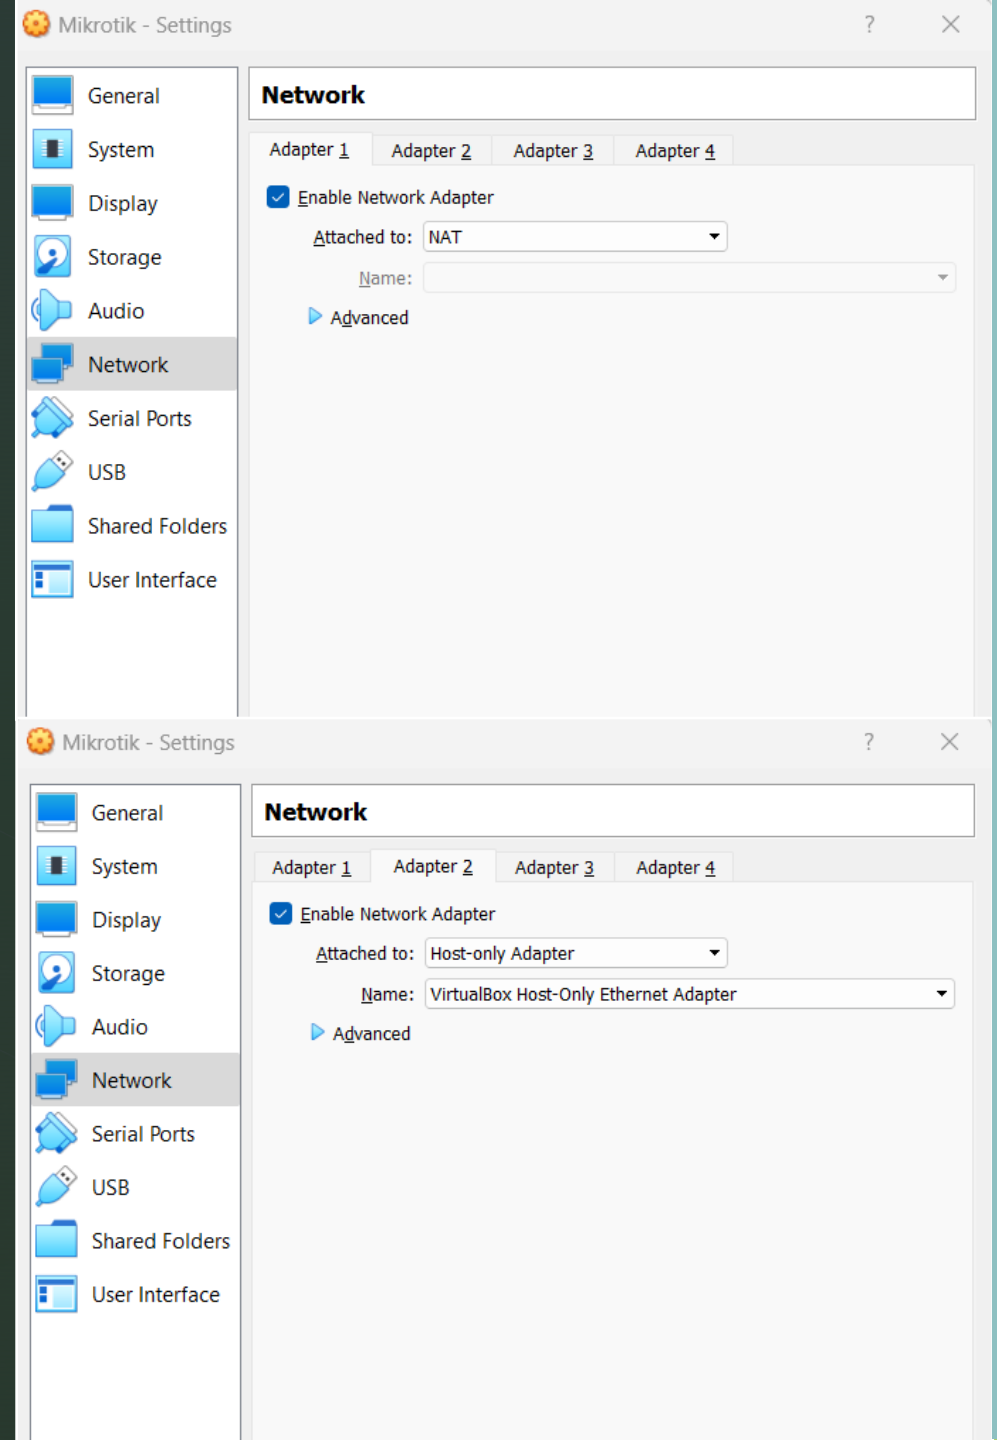 Mikrotik - Settings
?
General
System
Display
Storage
Audio
Network
Serial Ports
USB
Shared Folders
User Interface
Network
Adapter 1 Adapter 2 Adapter 3 Adapter 4
Enable Network Adapter
Attached to: NAT
Name:
Advanced
Mikrotik - Settings
?
General
System
Display
Storage
Audio
Network
Serial Ports
USB
Shared Folders
User Interface
Network
Adapter 1 Adapter 2 Adapter 3 Adapter 4
Enable Network Adapter
Attached to: Host-only Adapter
Name: VirtualBox Host-Only Ethernet Adapter
Advanced